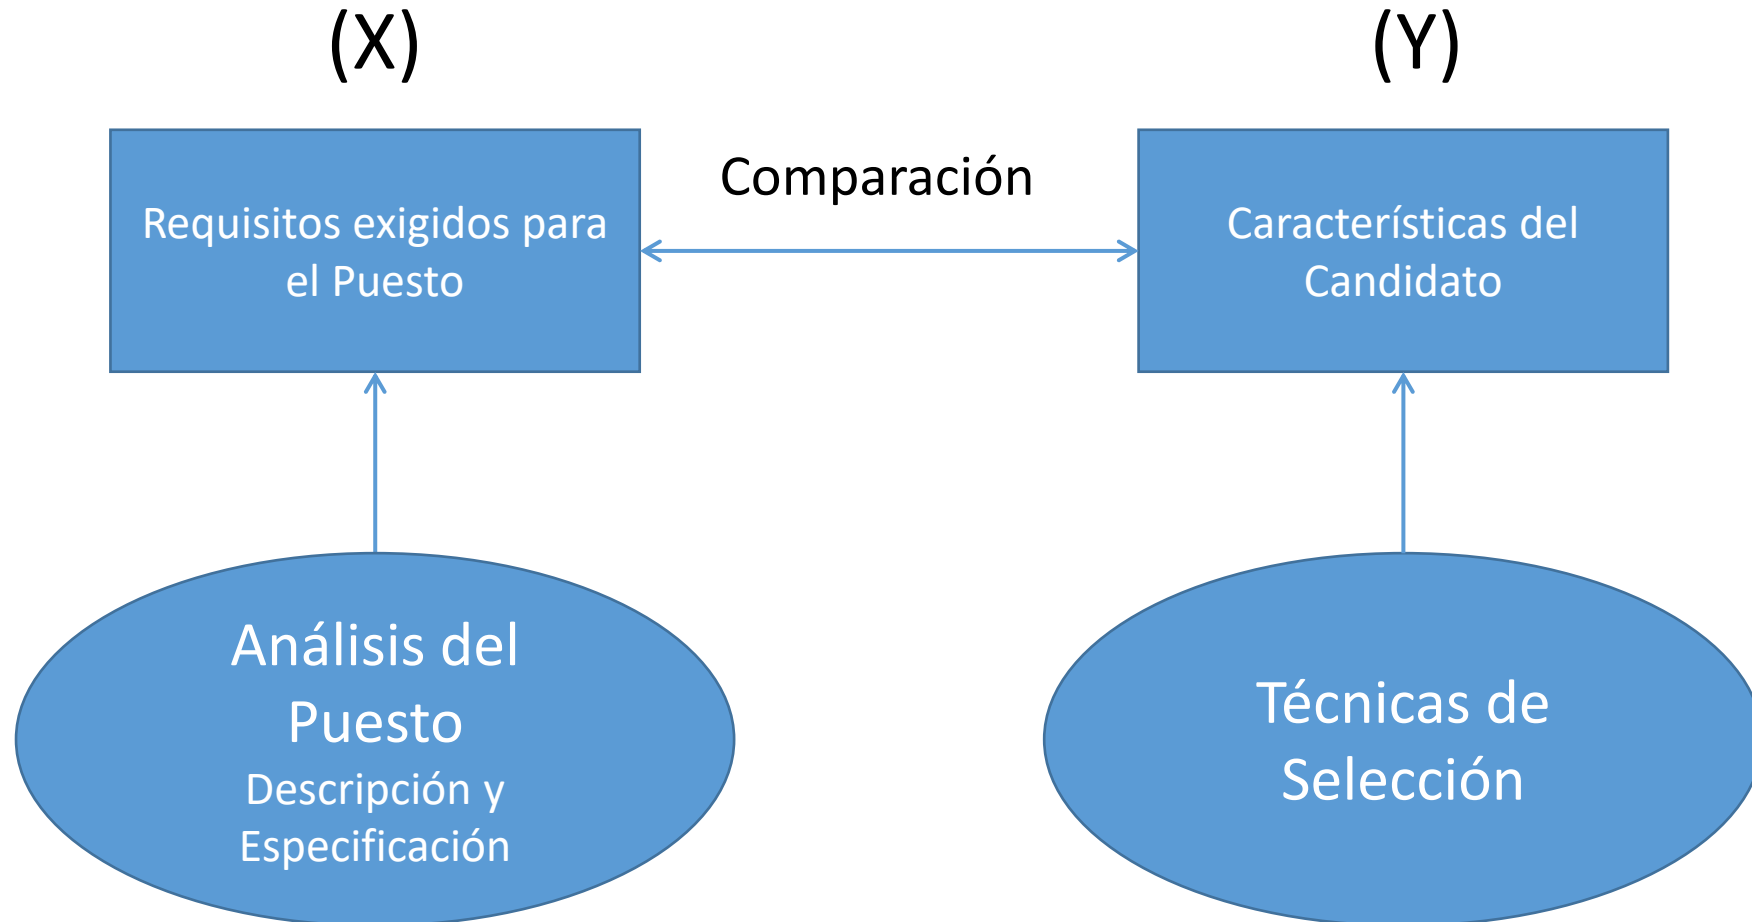 (X)
(Y)
Requisitos exigidos para
el Puesto
Comparación
Características del
Candidato
Análisis del
Puesto
Descripción y
Especificación
Técnicas de
Selección